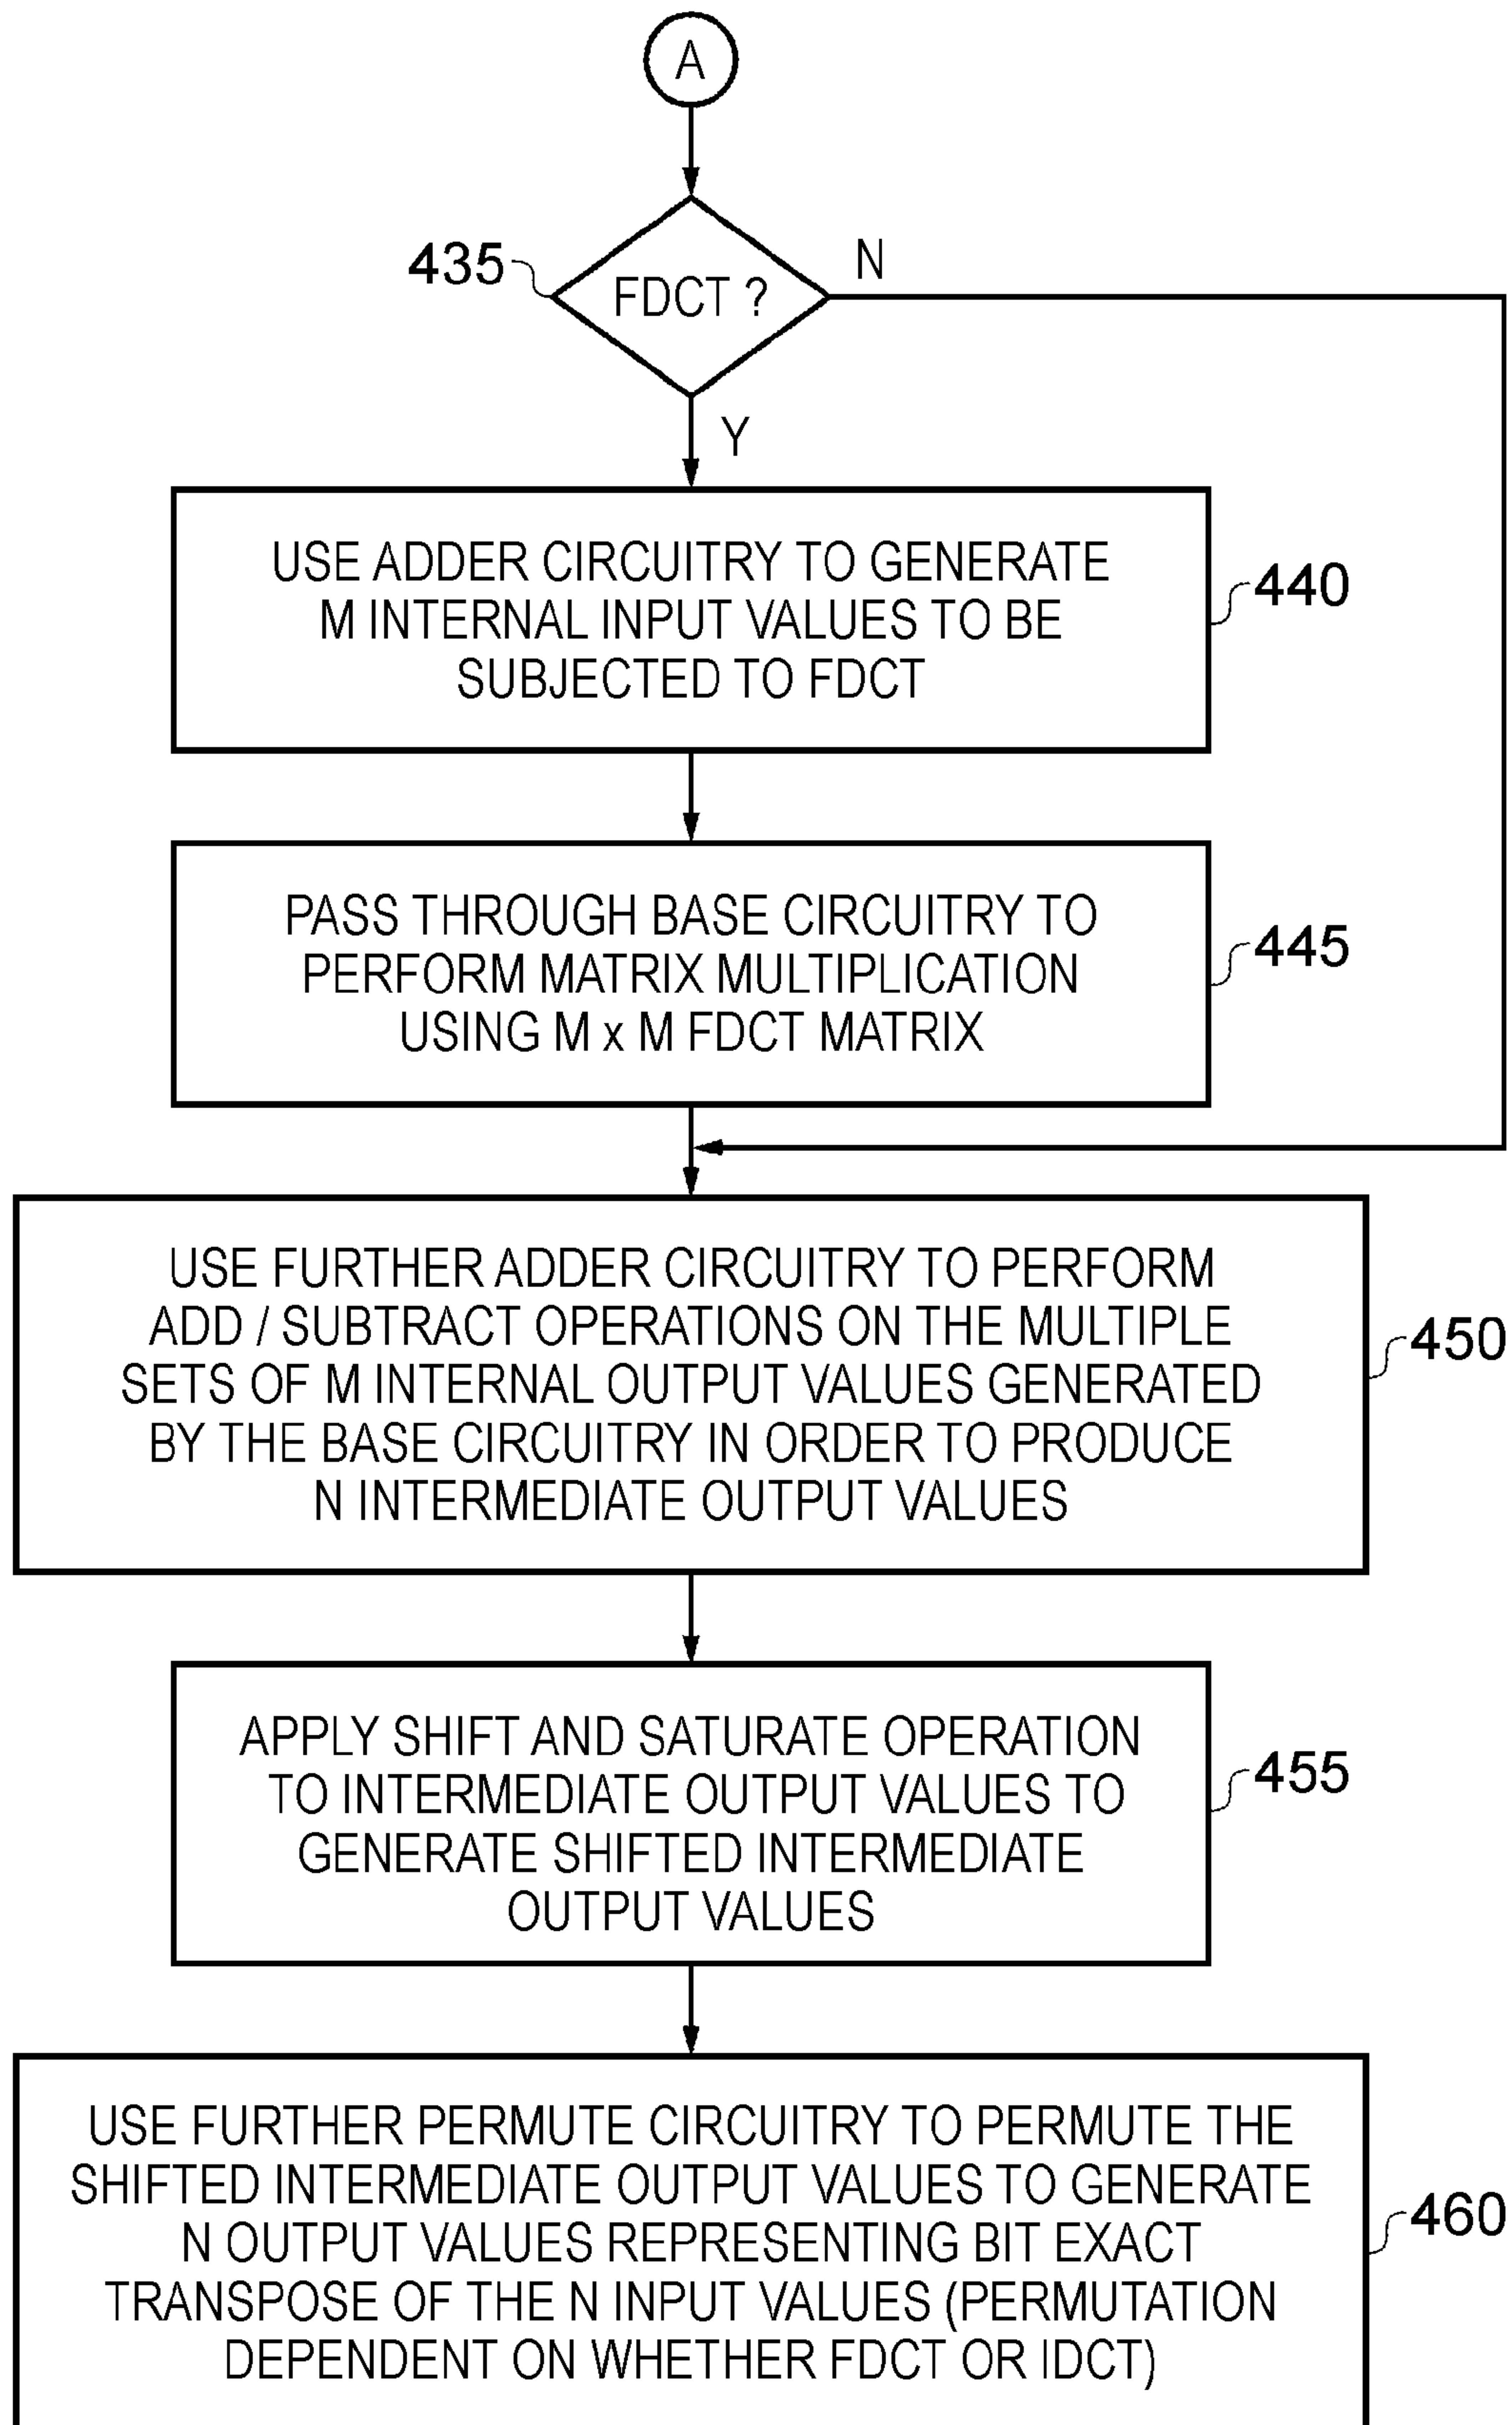 A
435
FDCT ?
N
Y
USE ADDER CIRCUITRY TO GENERATE
M INTERNAL INPUT VALUES TO BE
SUBJECTED TO FDCT
440
PASS THROUGH BASE CIRCUITRY TO
PERFORM MATRIX MULTIPLICATION
USING M x M FDCT MATRIX
445
USE FURTHER ADDER CIRCUITRY TO PERFORM
ADD / SUBTRACT OPERATIONS ON THE MULTIPLE
SETS OF M INTERNAL OUTPUT VALUES GENERATED
BY THE BASE CIRCUITRY IN ORDER TO PRODUCE
N INTERMEDIATE OUTPUT VALUES
450
APPLY SHIFT AND SATURATE OPERATION
TO INTERMEDIATE OUTPUT VALUES TO
GENERATE SHIFTED INTERMEDIATE
OUTPUT VALUES
455
USE FURTHER PERMUTE CIRCUITRY TO PERMUTE THE
SHIFTED INTERMEDIATE OUTPUT VALUES TO GENERATE
N OUTPUT VALUES REPRESENTING BIT EXACT
TRANSPOSE OF THE N INPUT VALUES (PERMUTATION
DEPENDENT ON WHETHER FDCT OR IDCT)
460